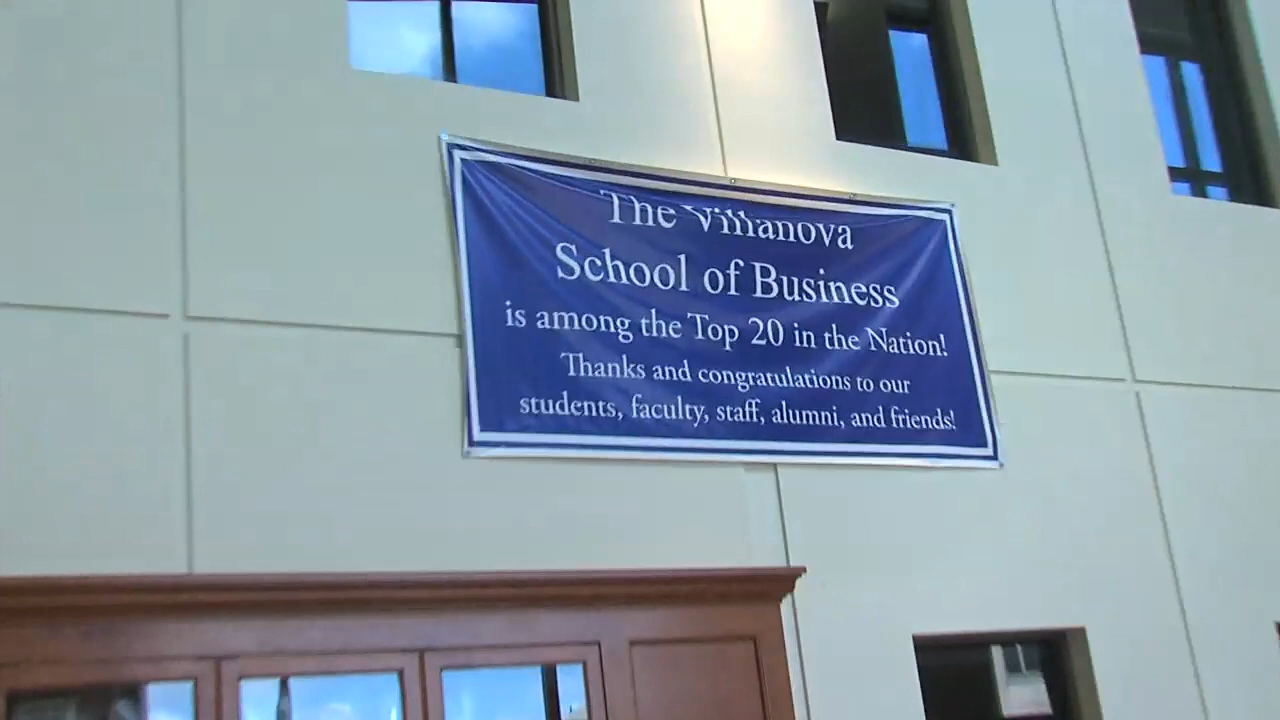 The Villanova
School of Business
is among the Top 20 in the Nation!
Thanks and congratulations to our
students, faculty, staff, alumni, and friends!